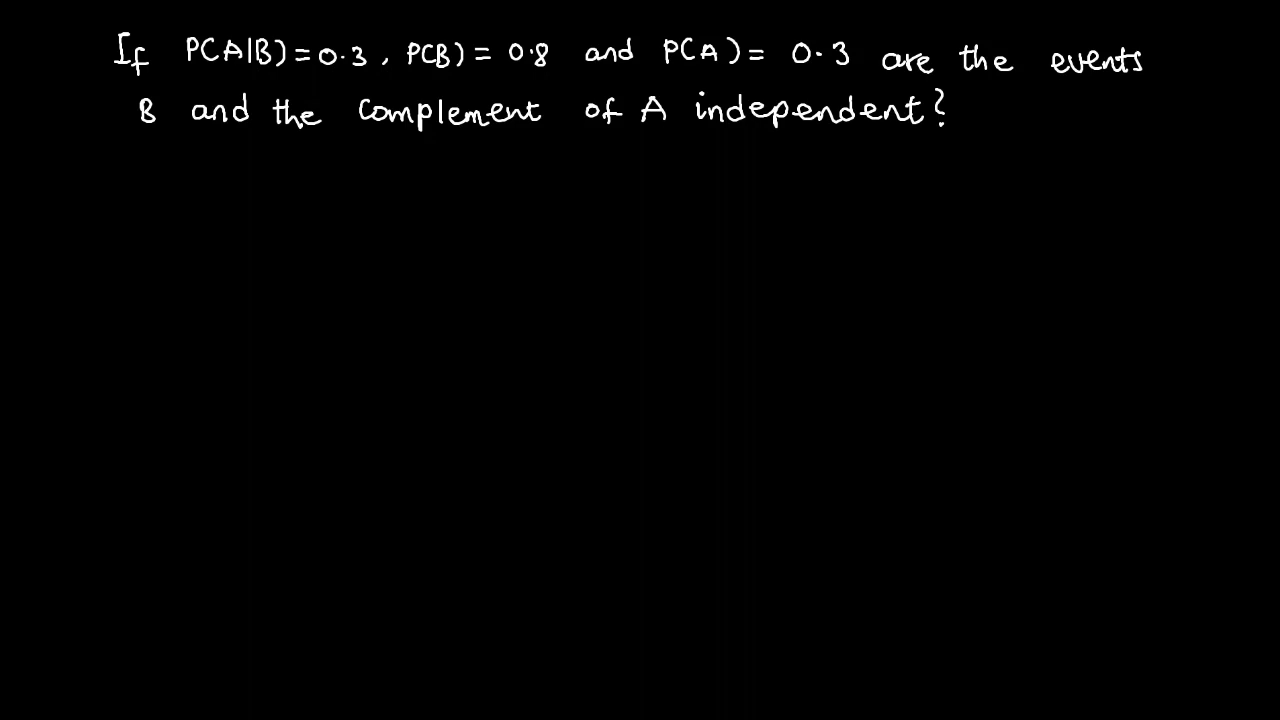 If P(A|B) = 0.3, P(B) = 0.8 and P(A) = 0.3 are the events
B and the complement of A independent?